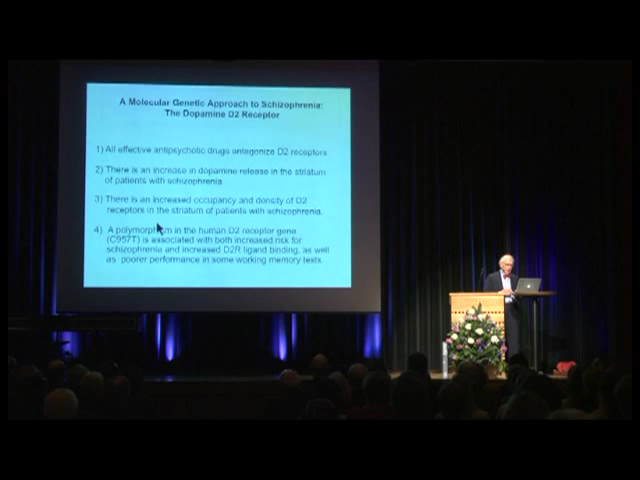 A Molecular Genetic Approach to Schizophrenia:
The Dopamine D2 Receptor
1) All effective antipsychotic drugs antagonize D2 receptors
2) There is an increase in dopamine release in the striatum
of patients with schizophrenia
3) There is an increased occupancy and density of D2
receptors in the striatum of patients with schizophrenia.
4) A polymorphism in the human D2 receptor gene
(C957T) is associated with both increased risk for
schizophrenia and increased D2R ligand binding, as well
as poorer performance in some working memory tests.